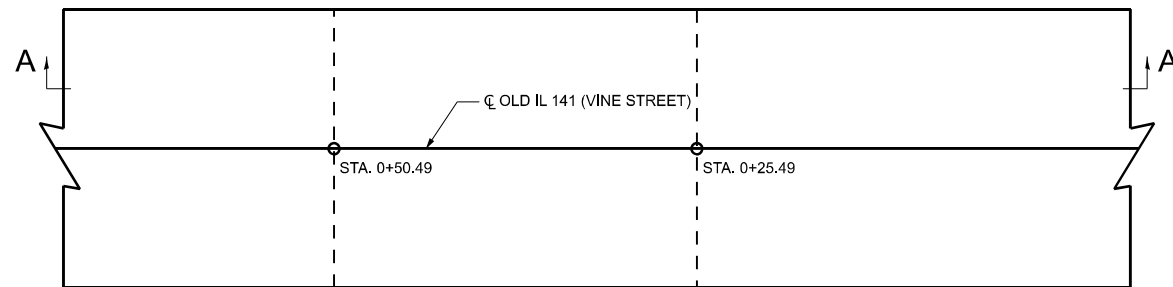 A
A
℄ OLD IL 141 (VINE STREET)
STA. 0+50.49
STA. 0+25.49